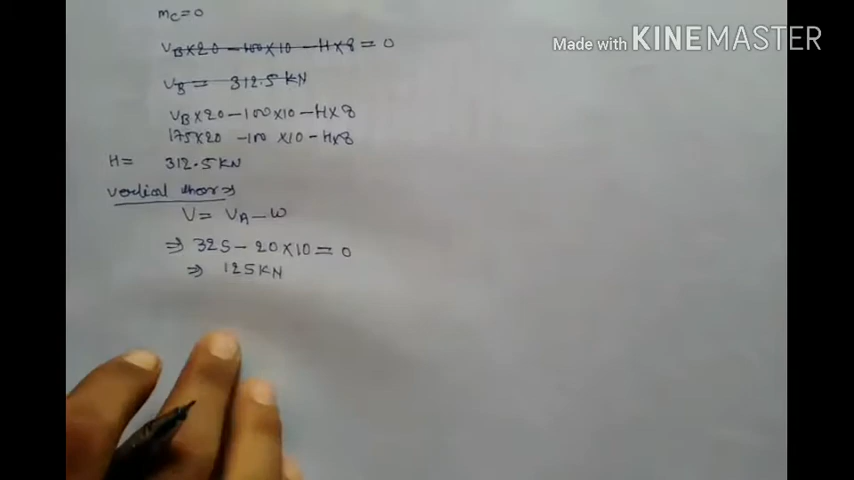 mc=0
VB×20 -100×10 -H×8 = 0
VB = 312.5 KN
VB×20 -100×10 -H×8
175×20 -100 ×10 -H×8
H= 312.5KN
vertical shear ⇒
V= VA-w
⇒ 325- 20×10 = 0
⇒ 125KN
Made with KINEMASTER